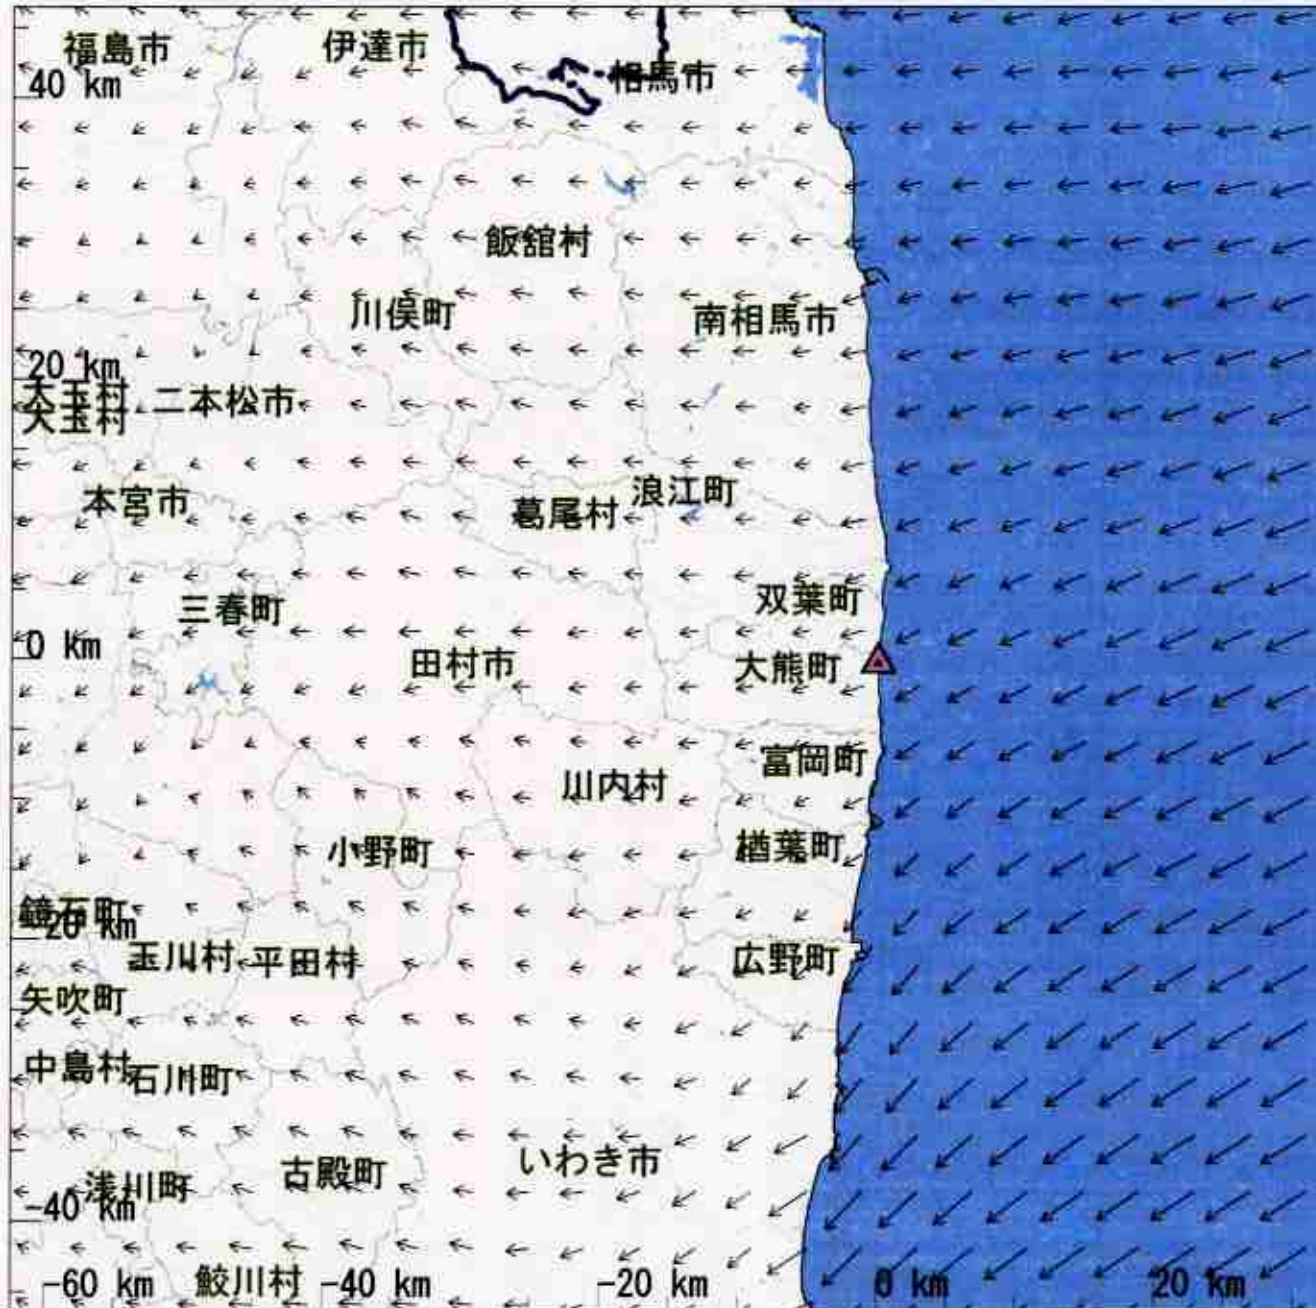 福島市
伊達市
40 km
相馬市
飯舘村
川俣町
南相馬市
20 km
大玉村
二本松市
大玉村
本宮市
葛尾村
浪江町
双葉町
三春町
0 km
田村市
大熊町
富岡町
川内村
小野町
楢葉町
鏡石町
-20 km
玉川村
平田村
広野町
矢吹町
中島村
石川町
いわき市
古殿町
浅川町
-40 km
-60 km
鮫川村
-40 km
-20 km
0 km
20 km